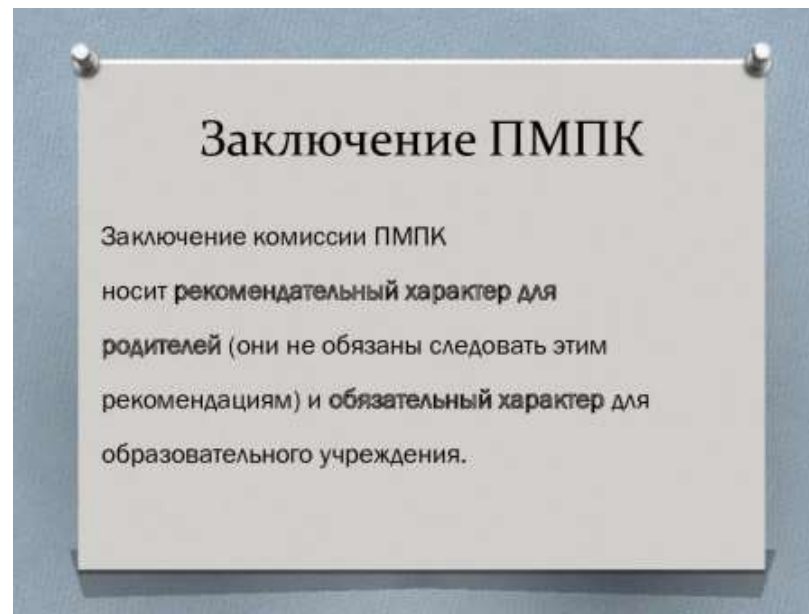 Заключение ПМПК
Заключение комиссии ПМПК
носит рекомендательный характер для
родителей (они не обязаны следовать этим
рекомендациям) и обязательный характер для
образовательного учреждения.